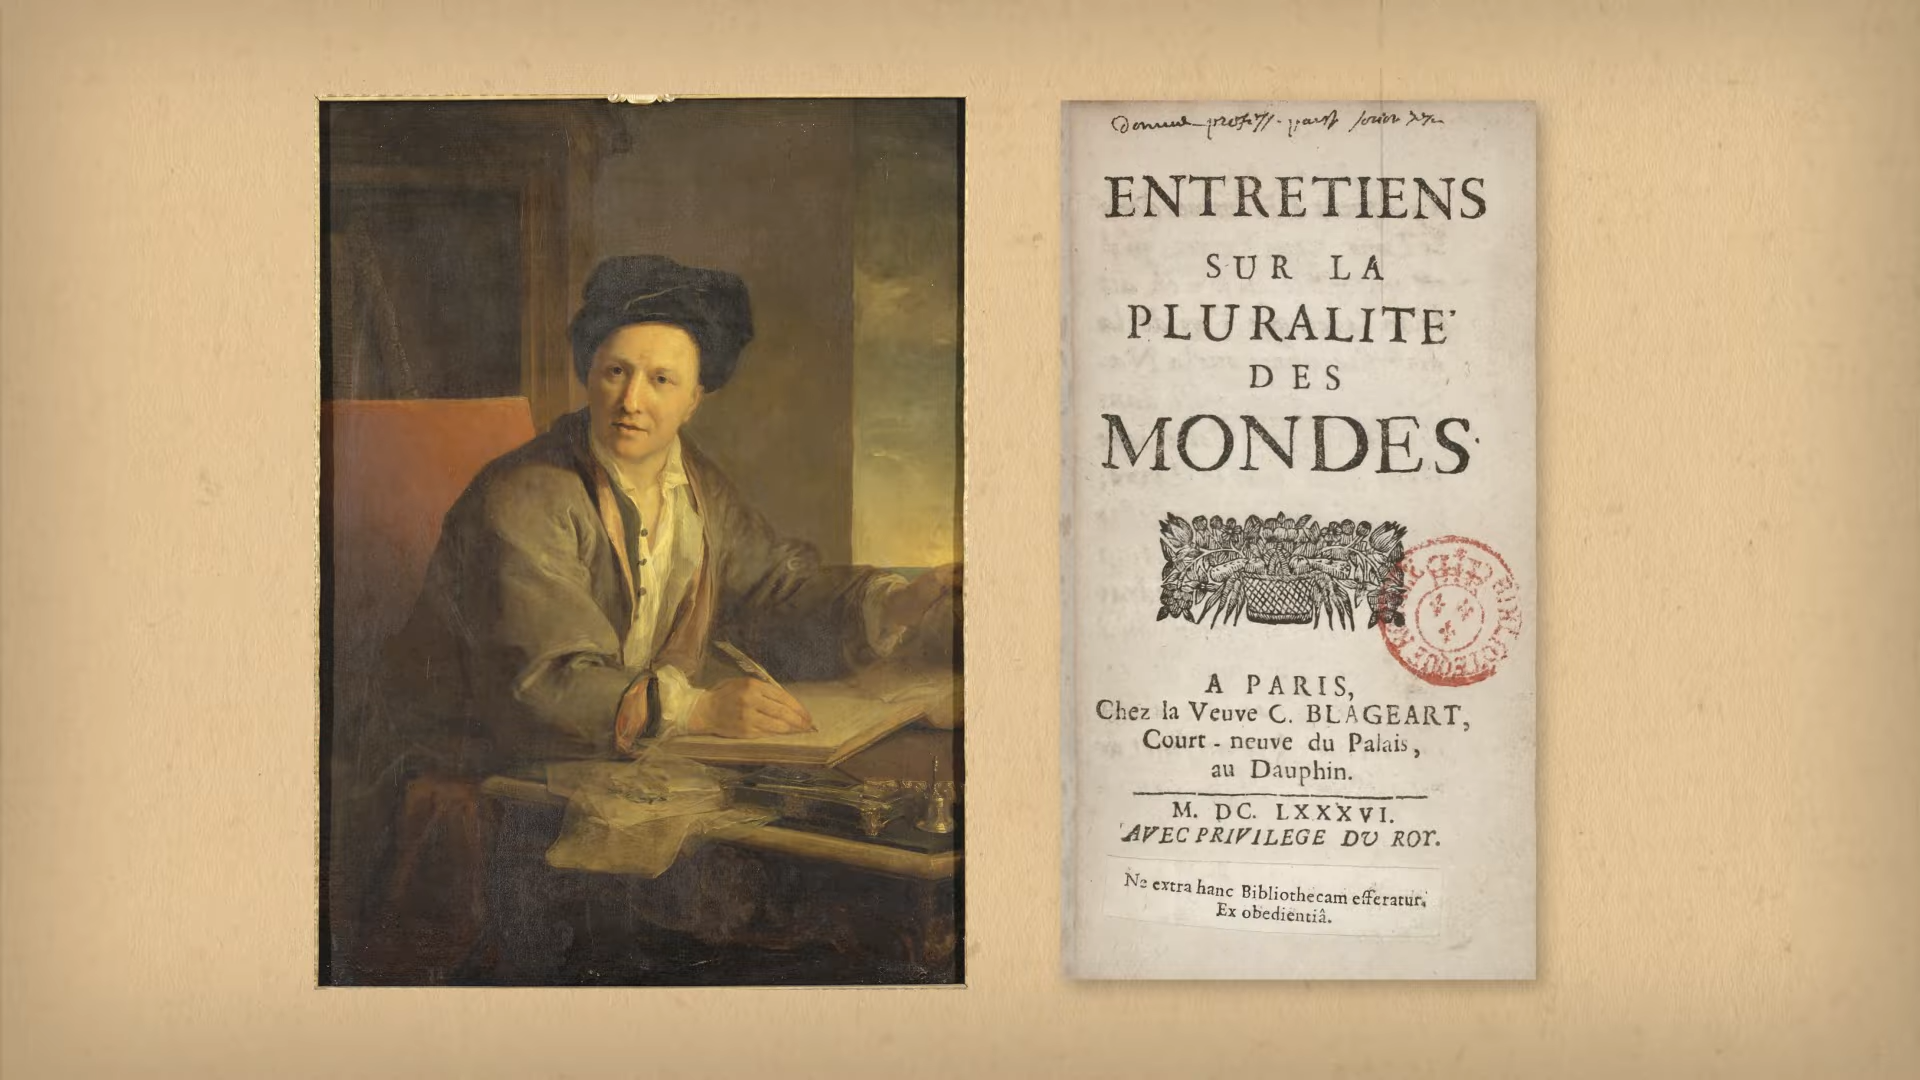 ENTRETIENS
SUR LA
PLURALITE'
DES
MONDES.
A PARIS,
Chez la Veuve C. BLAGEART,
Court-neuve du Palais,
au Dauphin.
M. DC. LXXXVI.
AVEC PRIVILEGE DU ROY.
Ne extra hanc Bibliothecam efferatur.
Ex obedientiâ.